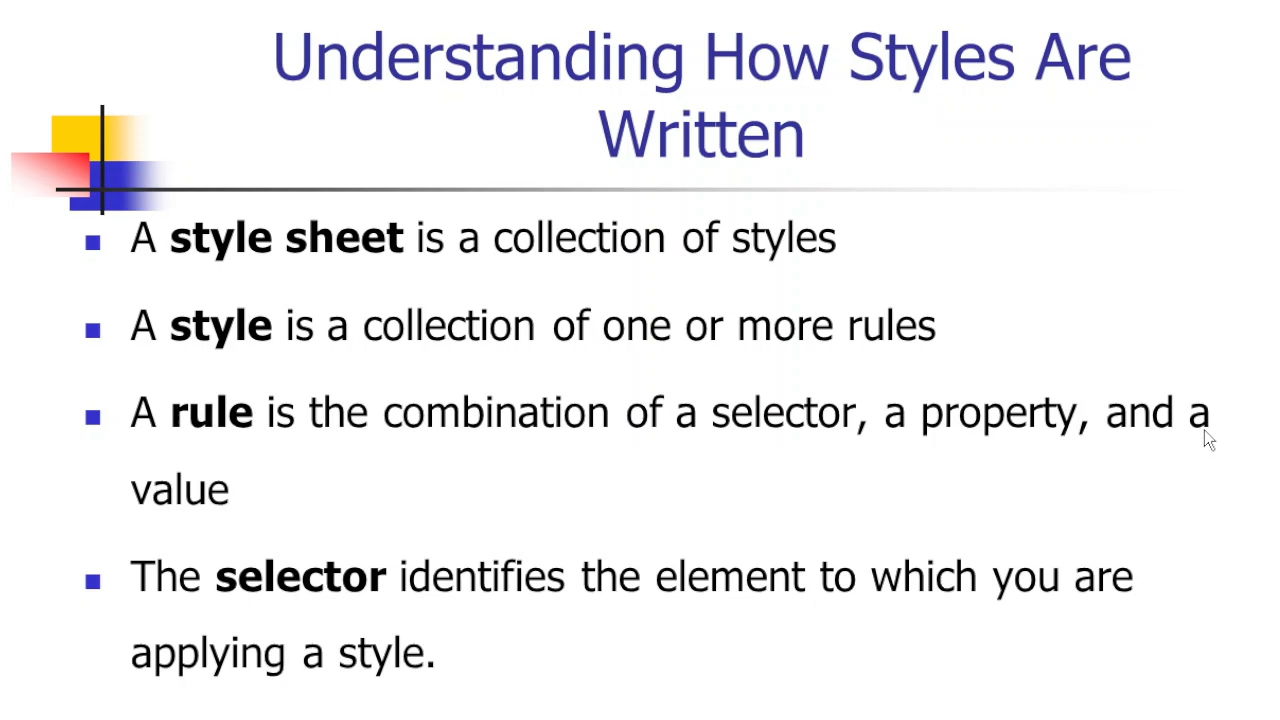 Understanding How Styles Are
Written
A style sheet is a collection of styles
A style is a collection of one or more rules
A rule is the combination of a selector, a property, and a
value
The selector identifies the element to which you are
applying a style.